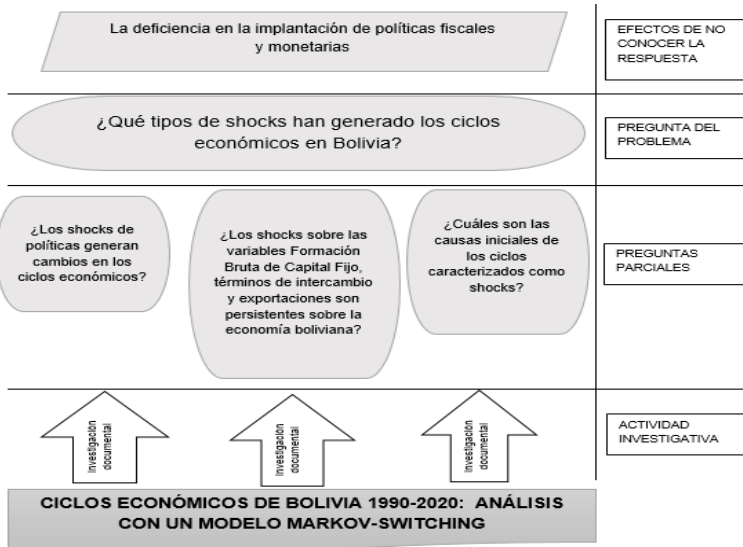 La deficiencia en la implantación de políticas fiscales
y monetarias
EFECTOS DE NO
CONOCER LA
RESPUESTA
¿Qué tipos de shocks han generado los ciclos
económicos en Bolivia?
PREGUNTA DEL
PROBLEMA
¿Los shocks de
políticas generan
cambios en los
ciclos económicos?
¿Los shocks sobre las
variables Formación
Bruta de Capital Fijo,
términos de intercambio
y exportaciones son
persistentes sobre la
economía boliviana?
¿Cuáles son las
causas iniciales de
los ciclos
caracterizados como
shocks?
PREGUNTAS
PARCIALES
Investigación
documental
Investigación
documental
Investigación
documental
ACTIVIDAD
INVESTIGATIVA
CICLOS ECONÓMICOS DE BOLIVIA 1990-2020: ANÁLISIS
CON UN MODELO MARKOV-SWITCHING